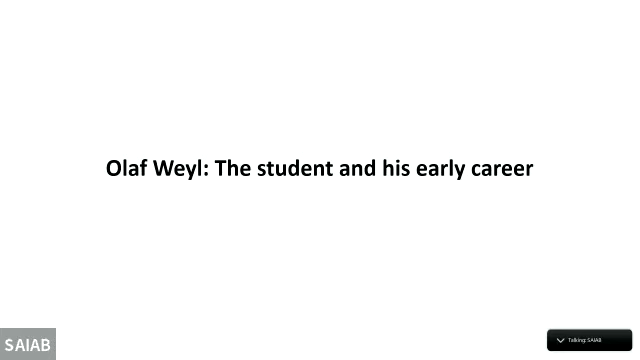 Olaf Weyl: The student and his early career
SAIAB
Talking: SAIAB